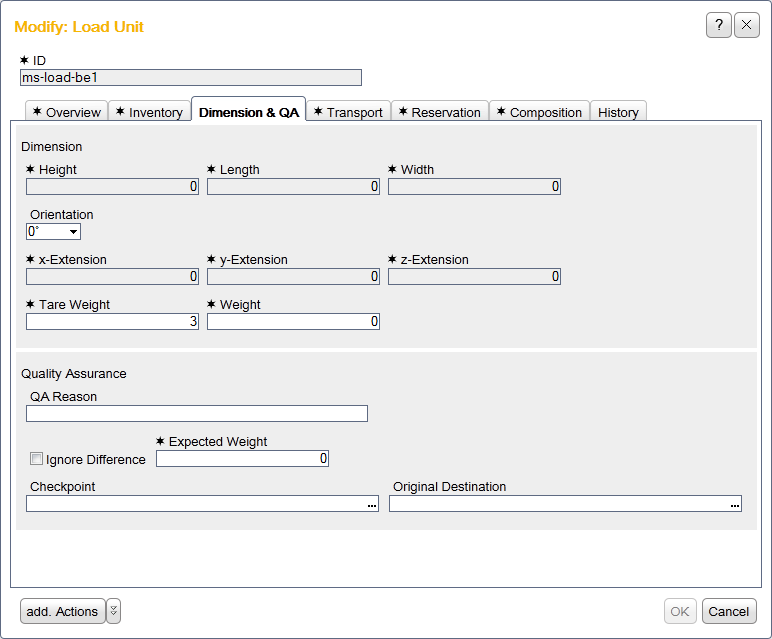 Modify: Load Unit
?
✶ ID
ms-load-be1
✶ Overview ✶ Inventory Dimension & QA ✶ Transport ✶ Reservation ✶ Composition History
Dimension
✶ Height ✶ Length ✶ Width
0 0 0
Orientation
0°
✶ x-Extension ✶ y-Extension ✶ z-Extension
0 0 0
✶ Tare Weight ✶ Weight
3 0
Quality Assurance
QA Reason
✶ Expected Weight
Ignore Difference 0
Checkpoint Original Destination
... ...
add. Actions OK Cancel